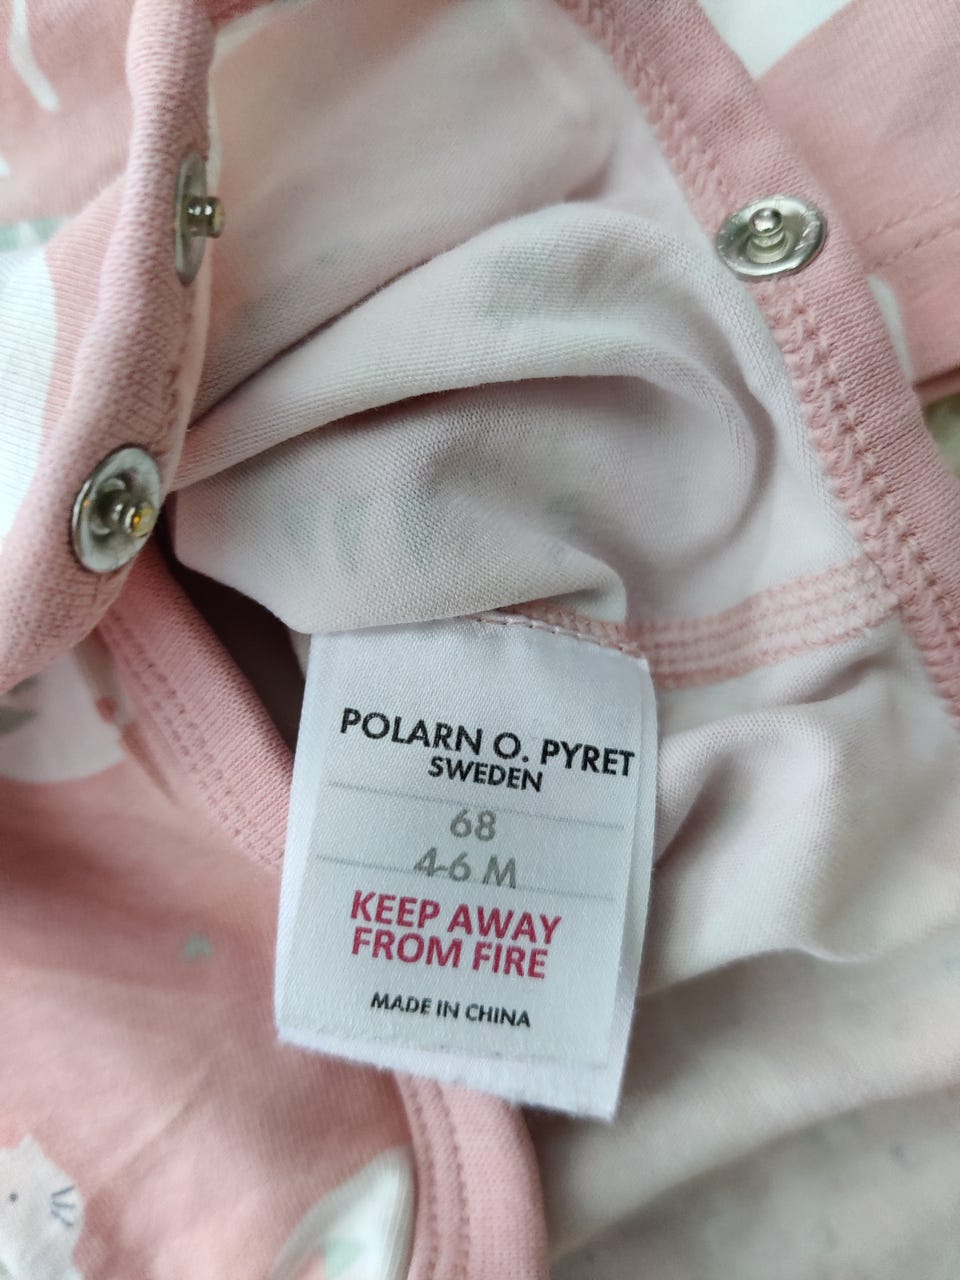 POLARN O. PYRET
SWEDEN
68
4-6 M
KEEP AWAY
FROM FIRE
MADE IN CHINA